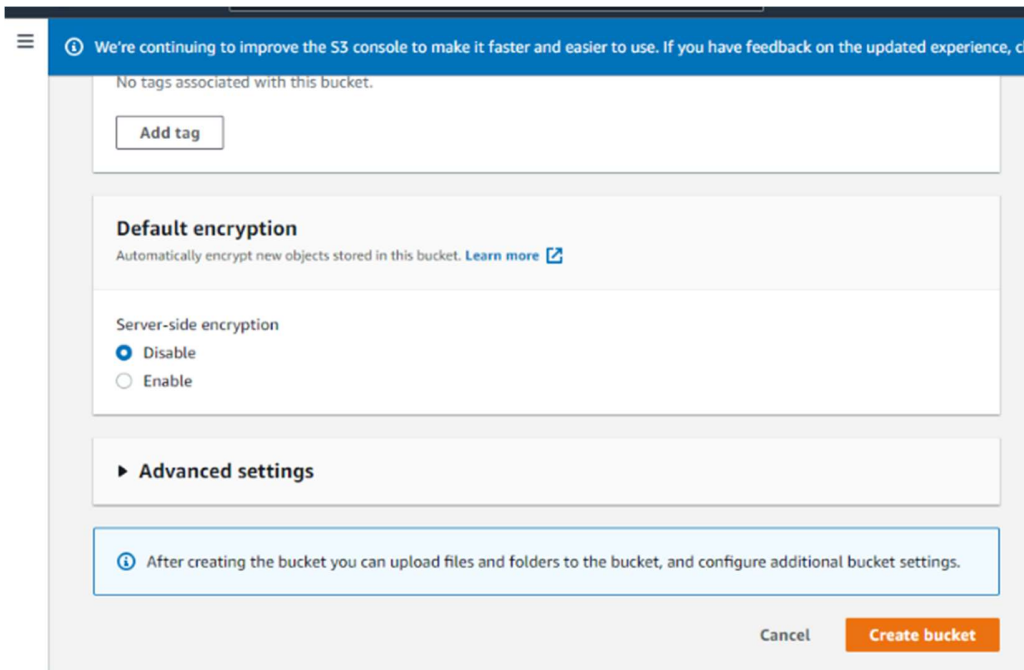 We're continuing to improve the S3 console to make it faster and easier to use. If you have feedback on the updated experience,
No tags associated with this bucket.
Add tag
Default encryption
Automatically encrypt new objects stored in this bucket. Learn more
Server-side encryption
Disable
Enable
Advanced settings
After creating the bucket you can upload files and folders to the bucket, and configure additional bucket settings.
Cancel
Create bucket